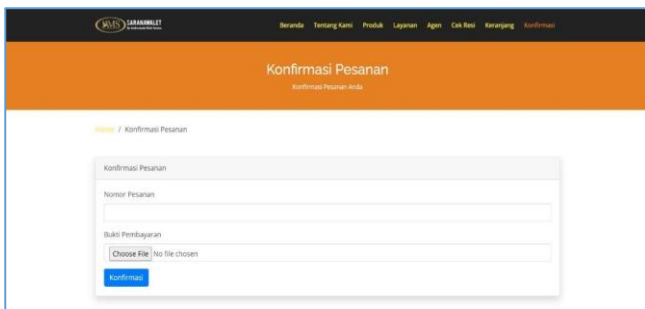 SARANAWALET
Beranda Tentang Kami Produk Layanan Agen Cek Resi Keranjang Konfirmasi
Konfirmasi Pesanan
Konfirmasi Pesanan Anda
Home / Konfirmasi Pesanan
Konfirmasi Pesanan
Nomor Pesanan
Bukti Pembayaran
Choose File No file chosen
Konfirmasi